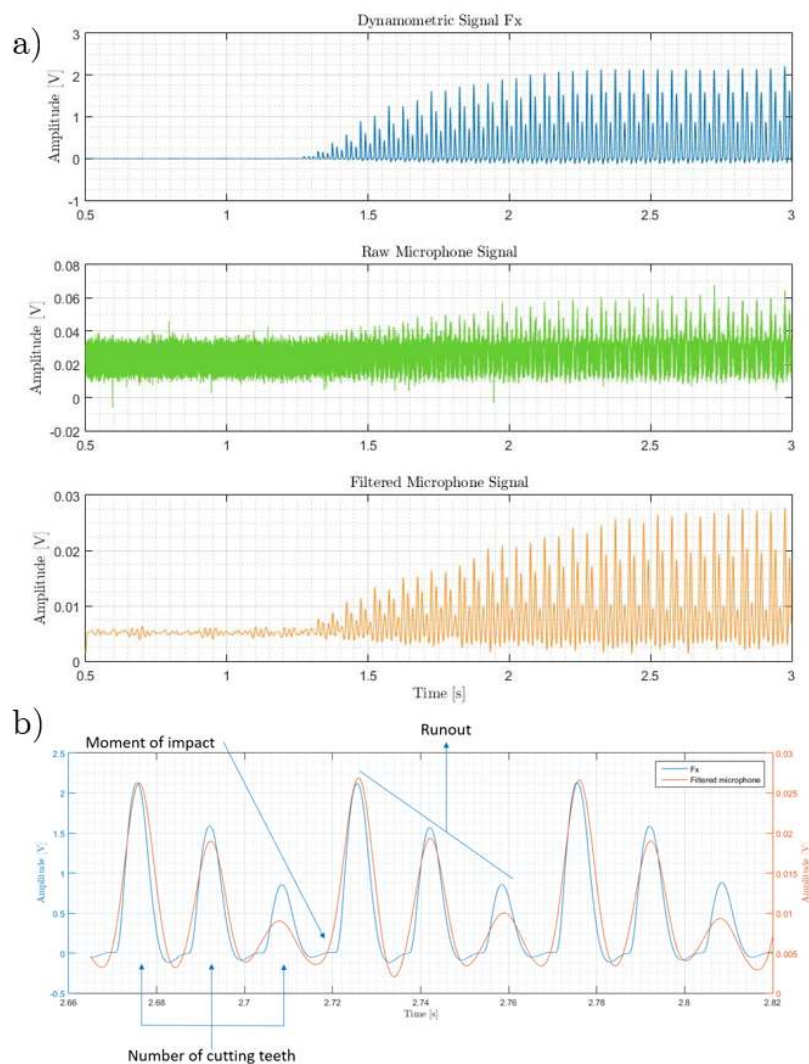 a)
Dynamometric Signal Fx
Amplitude [V]
3
2
1
0
-1
0.5 1 1.5 2 2.5 3
Raw Microphone Signal
Amplitude [V]
0.08
0.06
0.04
0.02
0
-0.02
0.5 1 1.5 2 2.5 3
Filtered Microphone Signal
Amplitude [V]
0.03
0.02
0.01
0
0.5 1 1.5 2 2.5 3
Time [s]
b)
Moment of impact
Runout
Fx
Filtered microphone
Amplitude [V]
2.5
2
1.5
1
0.5
0
-0.5
0.03
0.025
0.02
0.015
0.01
0.005
0
Amplitude [V]
2.66 2.68 2.7 2.72 2.74 2.76 2.78 2.8 2.82
Time [s]
Number of cutting teeth